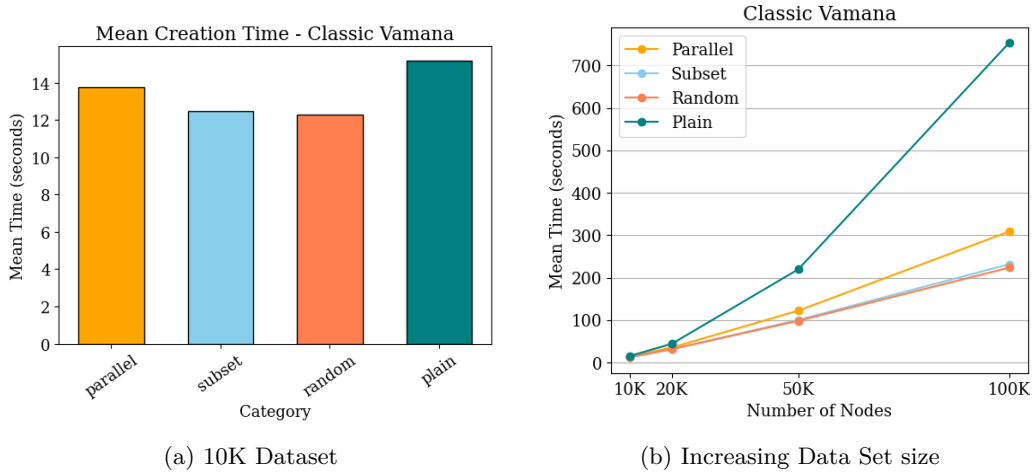 Mean Creation Time - Classic Vamana
Mean Time (seconds)
14
12
10
8
6
4
2
0
parallel
subset
random
plain
Category
(a) 10K Dataset
Classic Vamana
Parallel
Subset
Random
Plain
Mean Time (seconds)
700
600
500
400
300
200
100
0
10K
20K
50K
100K
Number of Nodes
(b) Increasing Data Set size